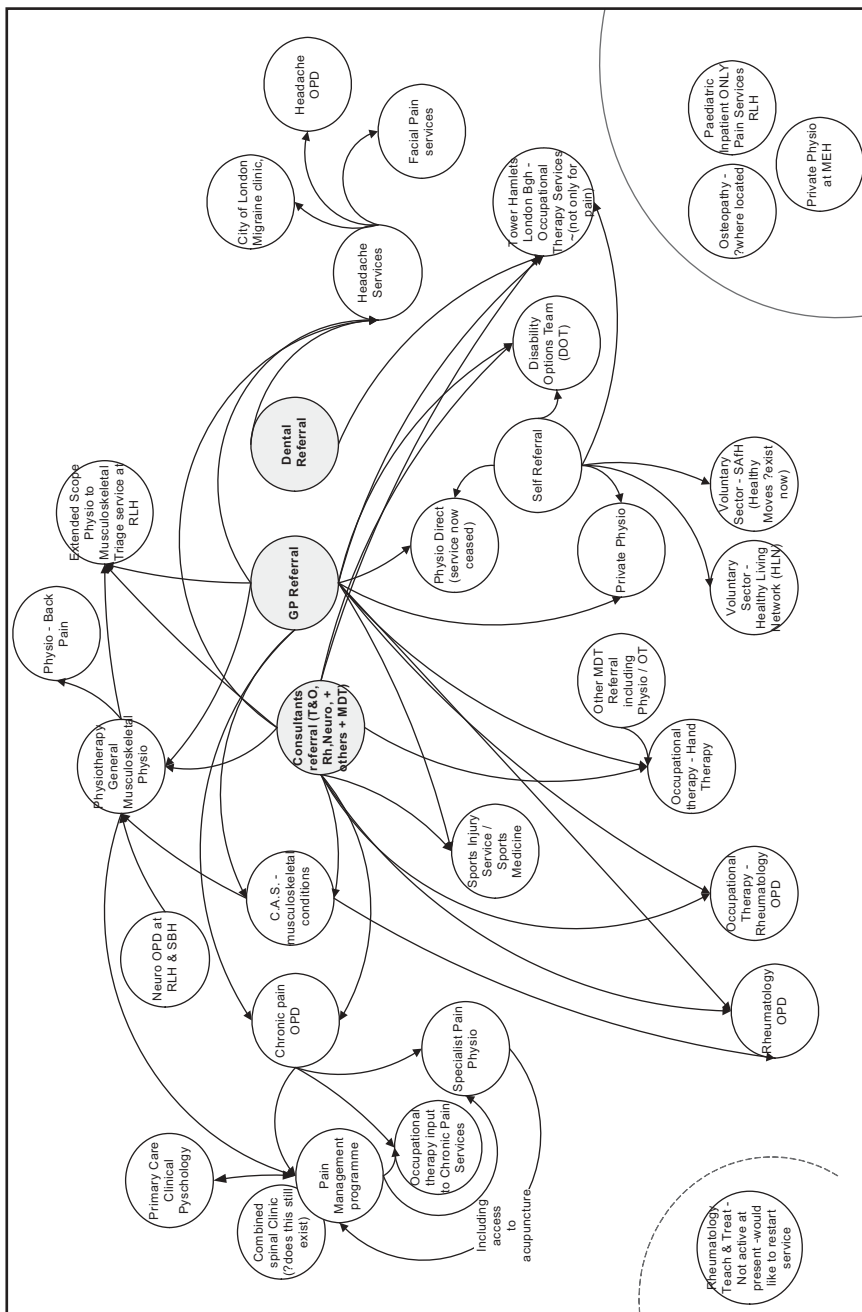 Headache
OPD
City of London
Migraine clinic,
Facial Pain
services
Headache
Services
Paediatric
Inpatient ONLY
Pain Services
RLH
Osteopathy -
?where located
Private Physio
at MEH
Tower Hamlets
London Bgh -
Occupational
Therapy Services
~(not only for
pain)
Disability
Options Team
(DOT)
Dental
Referral
Extended Scope
Physio to
Musculoskeletal
Triage service at
RLH
GP Referral
Physio Direct
(service now
ceased)
Self Referral
Private Physio
Voluntary
Sector - SAfH
(Healthy
Moves ?exist
now)
Voluntary
Sector -
Healthy Living
Network (HLN)
Physio - Back
Pain
Physiotherapy
General
Musculoskeletal
Physio
Consultants
referral (T&O,
Rh,Neuro, +
others + MDT)
Other MDT
Referral
including
Physio / OT
Occupational
therapy - Hand
Therapy
Sports Injury
Service /
Sports
Medicine
C.A.S. -
musculoskeletal
conditions
Neuro OPD at
RLH & SBH
Occupational
Therapy -
Rheumatology
OPD
Rheumatology
OPD
Chronic pain
OPD
Specialist Pain
Physio
Primary Care
Clinical
Pyschology
Pain
Management
programme
Occupational
therapy input
to Chronic Pain
Services
Combined
spinal Clinic
(?does this still
exist)
Including
access
to
acupuncture
Rheumatology
Teach & Treat -
Not active at
present -would
like to restart
service